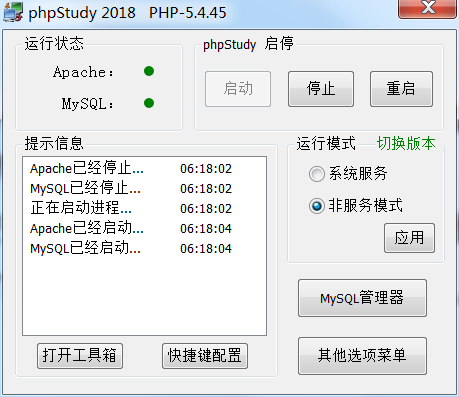 phpStudy 2018 PHP-5.4.45
运行状态
Apache:
MySQL:
phpStudy 启停
启动 停止 重启
提示信息
Apache已经停止... 06:18:02
MySQL已经停止... 06:18:02
正在启动进程... 06:18:02
Apache已经启动... 06:18:04
MySQL已经启动... 06:18:04
打开工具箱 快捷键配置
运行模式 切换版本
系统服务
非服务模式
应用
MySQL管理器
其他选项菜单